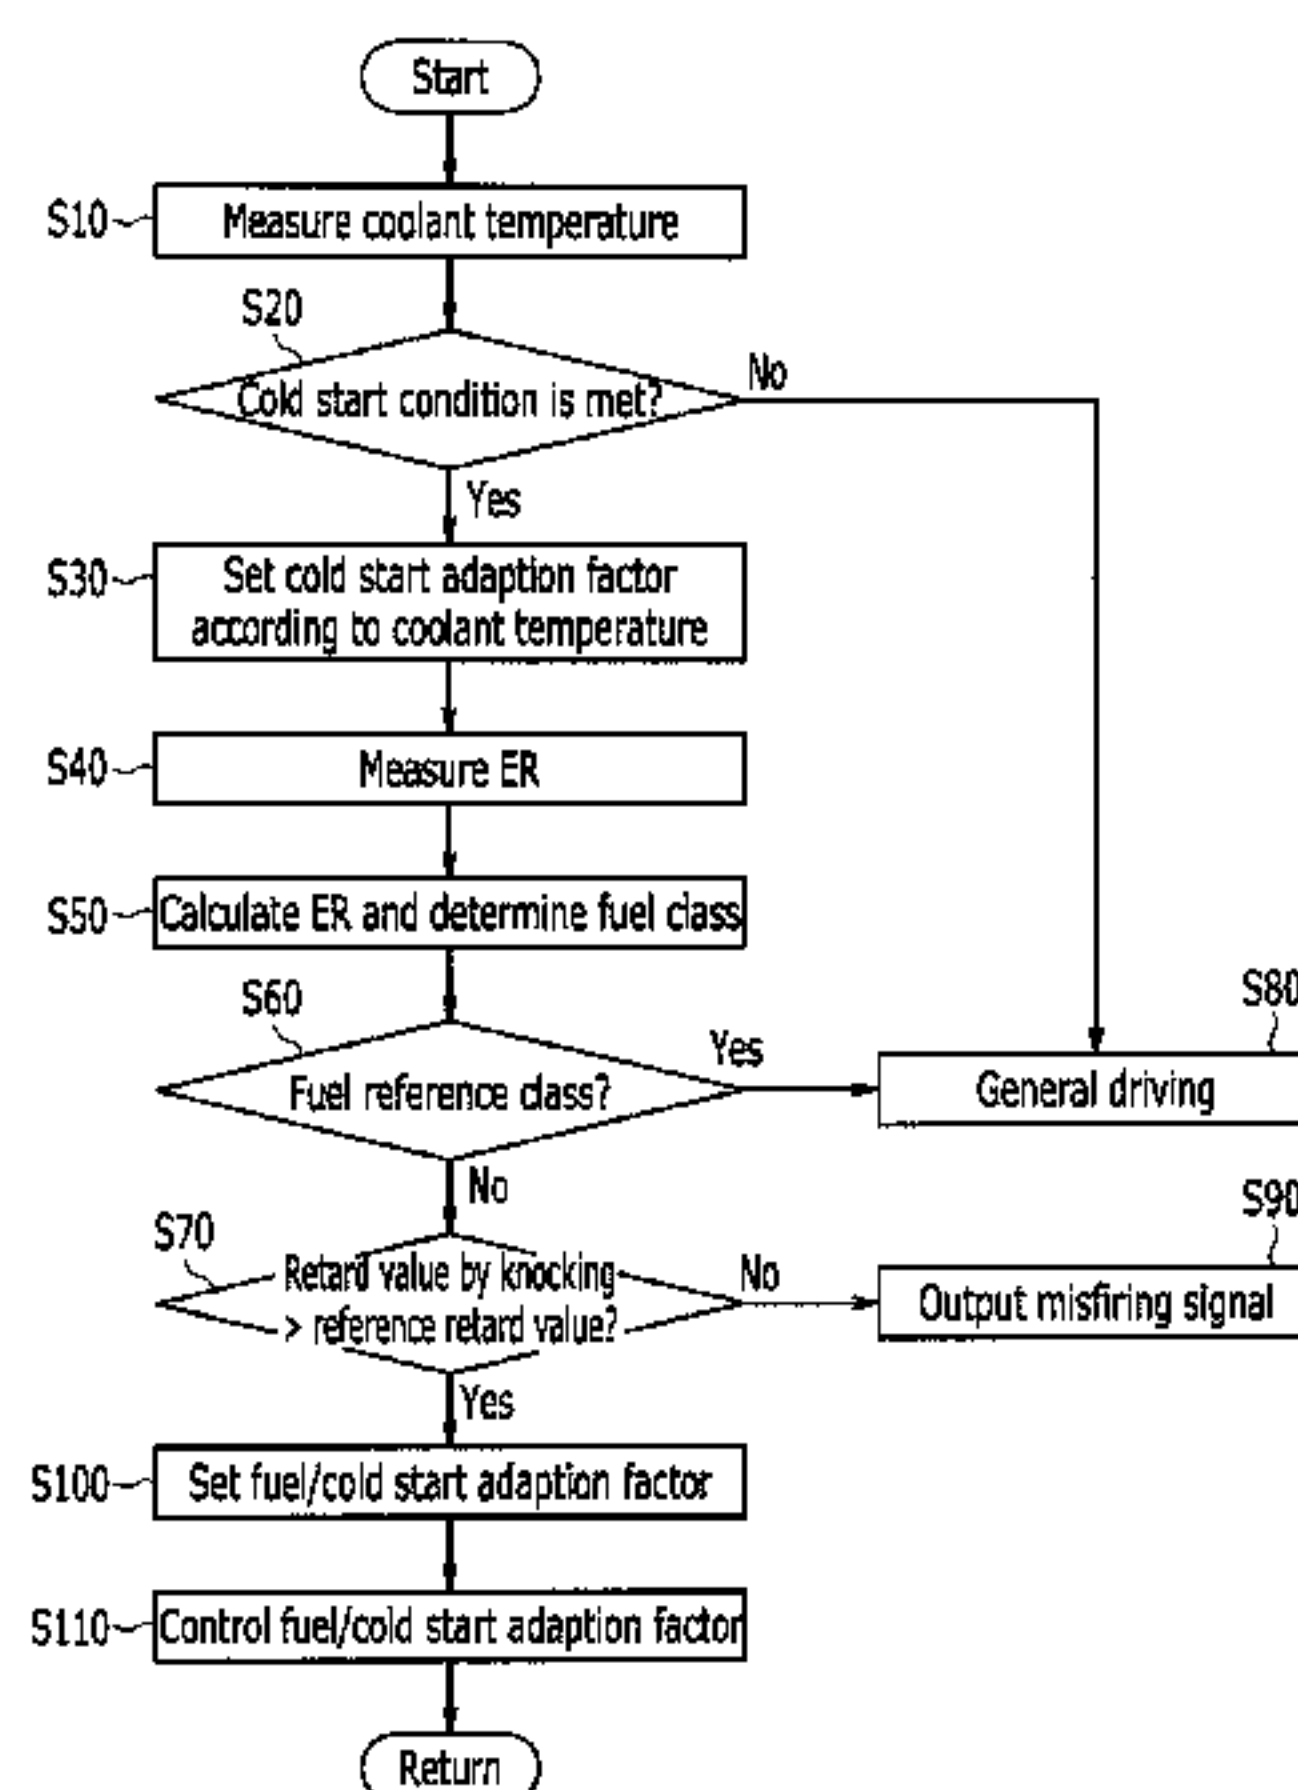 Start
S10
Measure coolant temperature
S20
Cold start condition is met?
No
Yes
S30
Set cold start adaption factor
according to coolant temperature
S40
Measure ER
S50
Calculate ER and determine fuel class
S60
Fuel reference class?
Yes
S80
General driving
No
S70
Retard value by knocking
> reference retard value?
No
S90
Output misfiring signal
Yes
S100
Set fuel/cold start adaption factor
S110
Control fuel/cold start adaption factor
Return